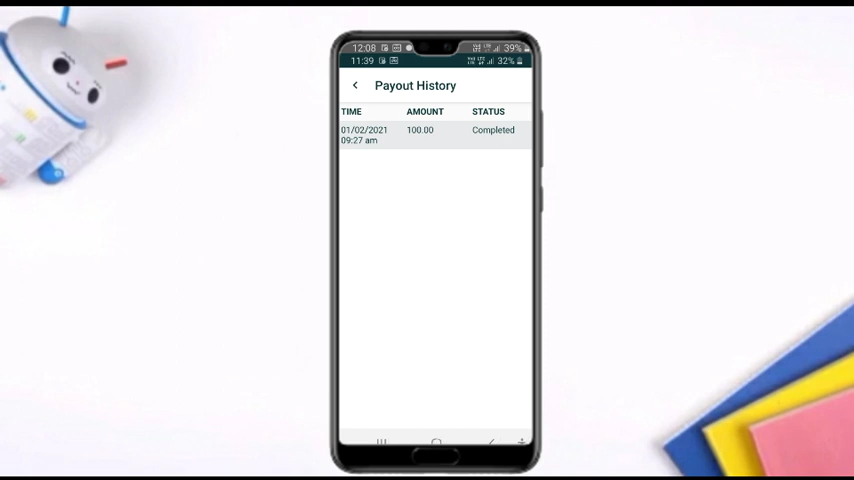 12:08 39%
11:39 32%
Payout History
TIME AMOUNT STATUS
01/02/2021 100.00 Completed
09:27 am